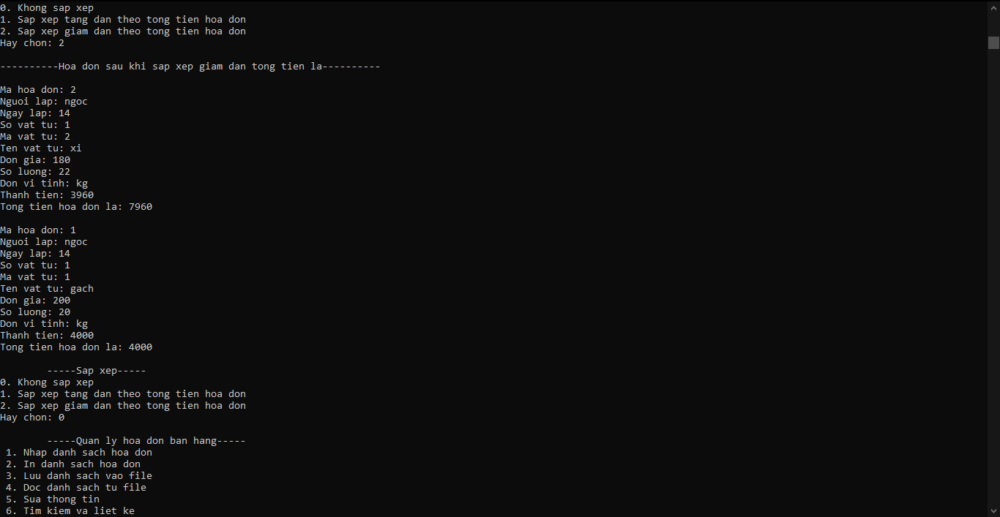 0. Khong sap xep
1. Sap xep tang dan theo tong tien hoa don
2. Sap xep giam dan theo tong tien hoa don
Hay chon: 2
----------Hoa don sau khi sap xep giam dan tong tien la----------
Ma hoa don: 2
Nguoi lap: ngoc
Ngay lap: 14
So vat tu: 1
Ma vat tu: 2
Ten vat tu: xi
Don gia: 180
So luong: 22
Don vi tinh: kg
Thanh tien: 3960
Tong tien hoa don la: 7960
Ma hoa don: 1
Nguoi lap: ngoc
Ngay lap: 14
So vat tu: 1
Ma vat tu: 1
Ten vat tu: gach
Don gia: 200
So luong: 20
Don vi tinh: kg
Thanh tien: 4000
Tong tien hoa don la: 4000
-----Sap xep-----
0. Khong sap xep
1. Sap xep tang dan theo tong tien hoa don
2. Sap xep giam dan theo tong tien hoa don
Hay chon: 0
-----Quan ly hoa don ban hang-----
1. Nhap danh sach hoa don
2. In danh sach hoa don
3. Luu danh sach vao file
4. Doc danh sach tu file
5. Sua thong tin
6. Tim kiem va liet ke